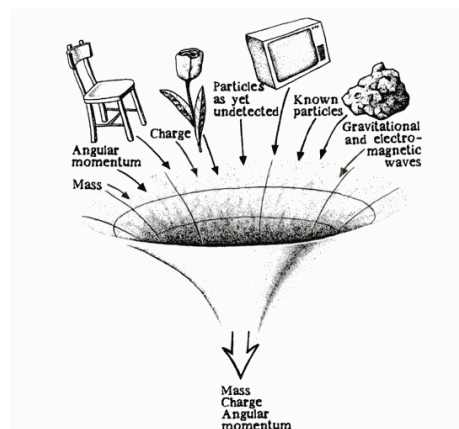 Particles
as yet
undetected
Known
particles
Charge
Gravitational
and electro-
magnetic
waves
Angular
momentum
Mass
Mass
Charge
Angular
momentum